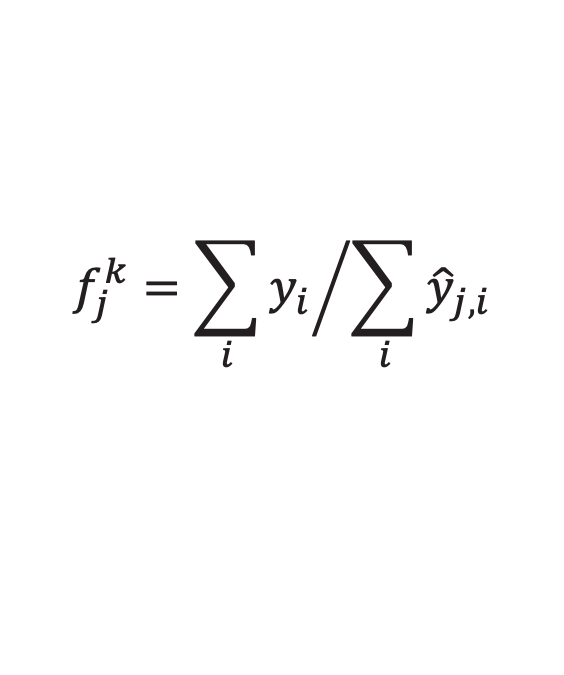 f_j^k = ∑_i y_i / ∑_i ŷ_{j,i}